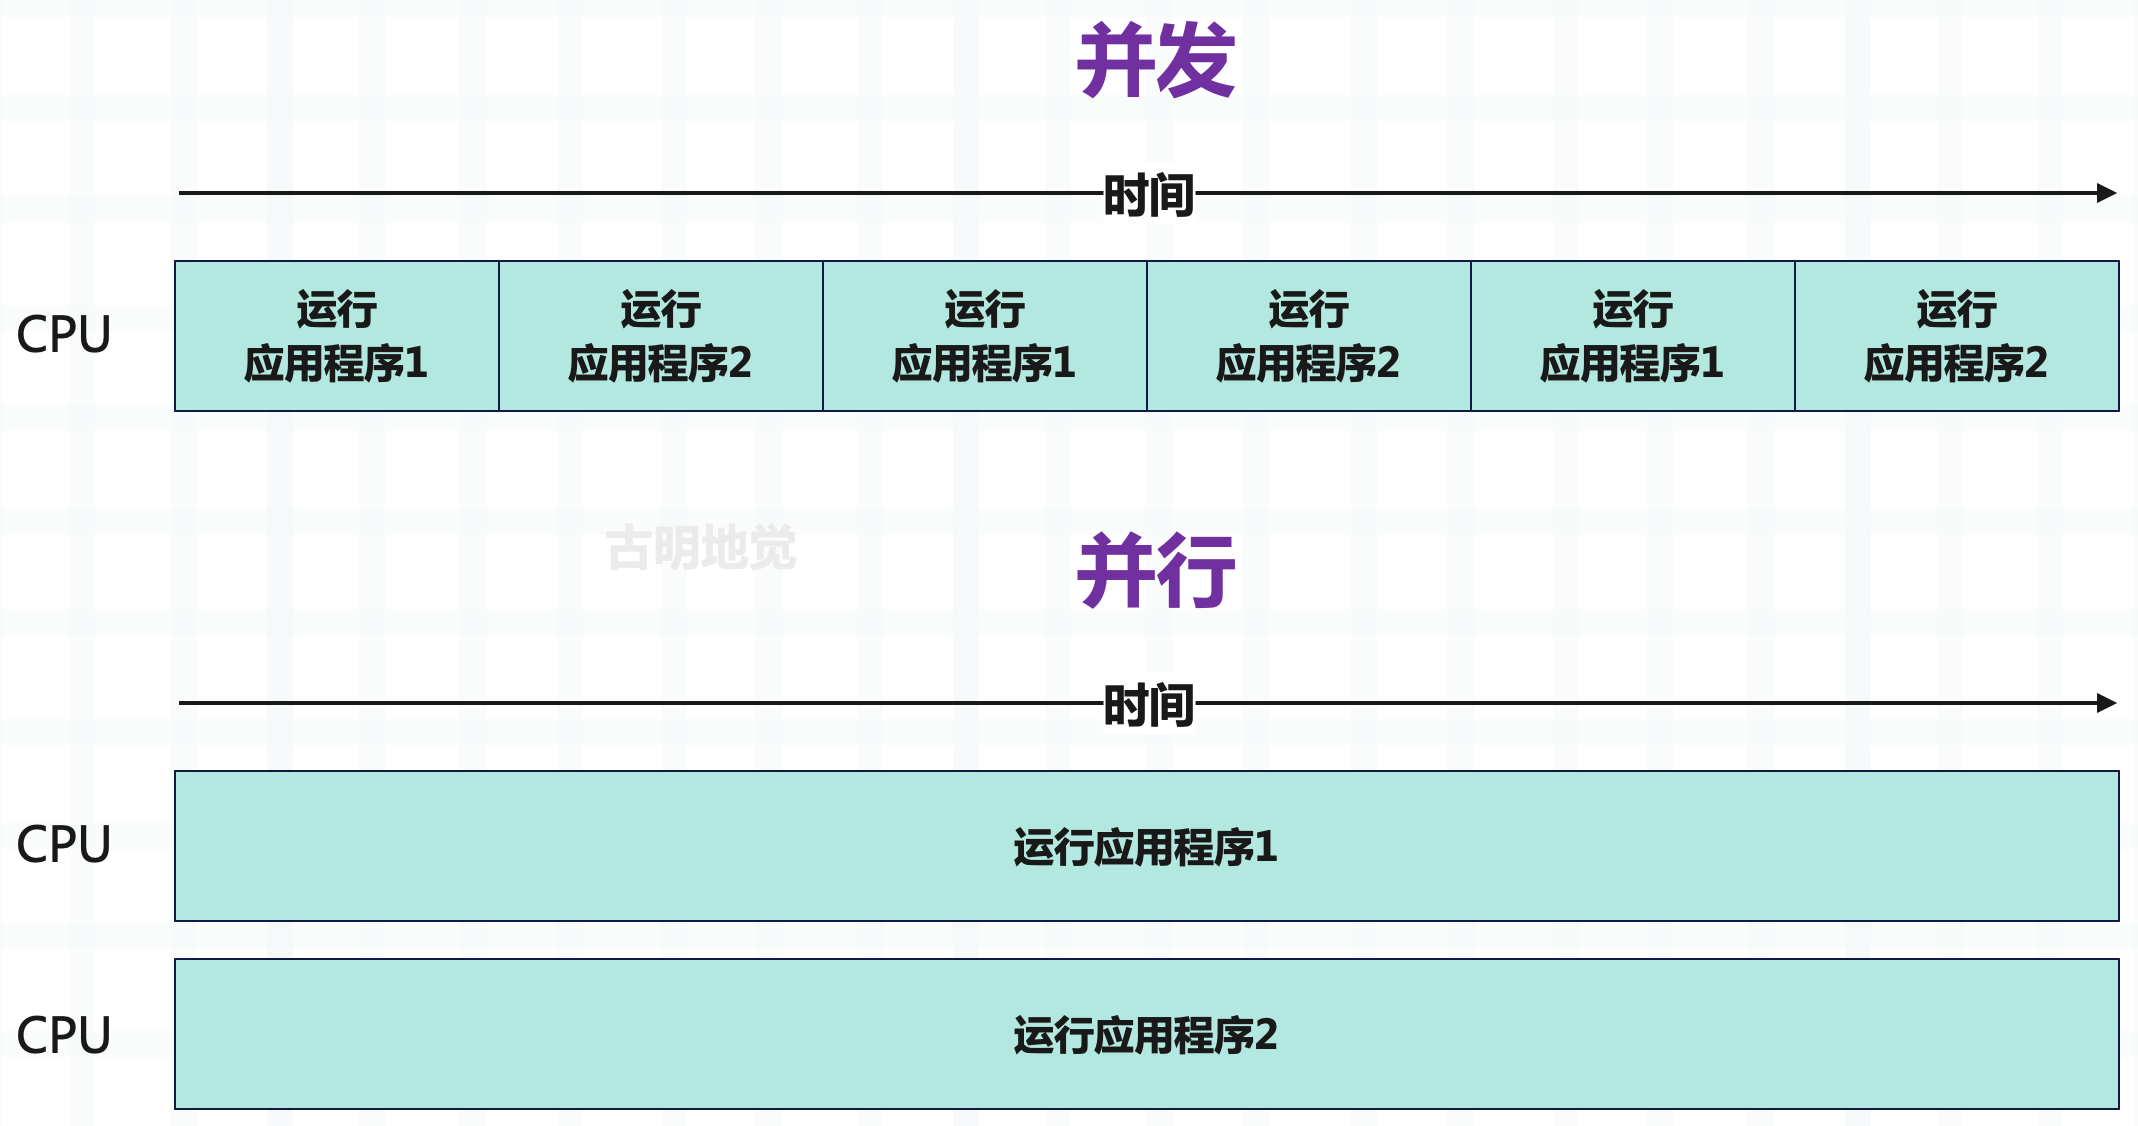 并发
时间
CPU
运行
应用程序1
运行
应用程序2
运行
应用程序1
运行
应用程序2
运行
应用程序1
运行
应用程序2
古明地觉
并行
时间
CPU
运行应用程序1
CPU
运行应用程序2